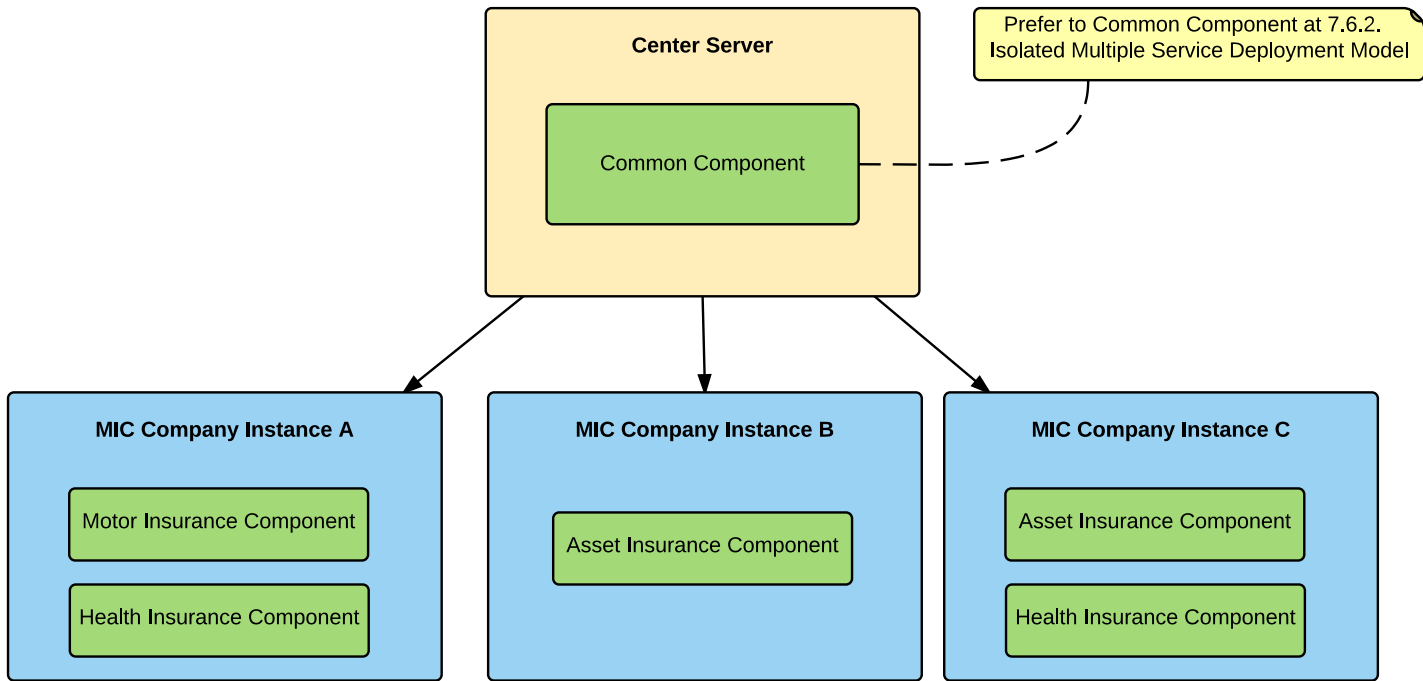 Center Server
Prefer to Common Component at 7.6.2.
Isolated Multiple Service Deployment Model
Common Component
MIC Company Instance A
Motor Insurance Component
Health Insurance Component
MIC Company Instance B
Asset Insurance Component
MIC Company Instance C
Asset Insurance Component
Health Insurance Component